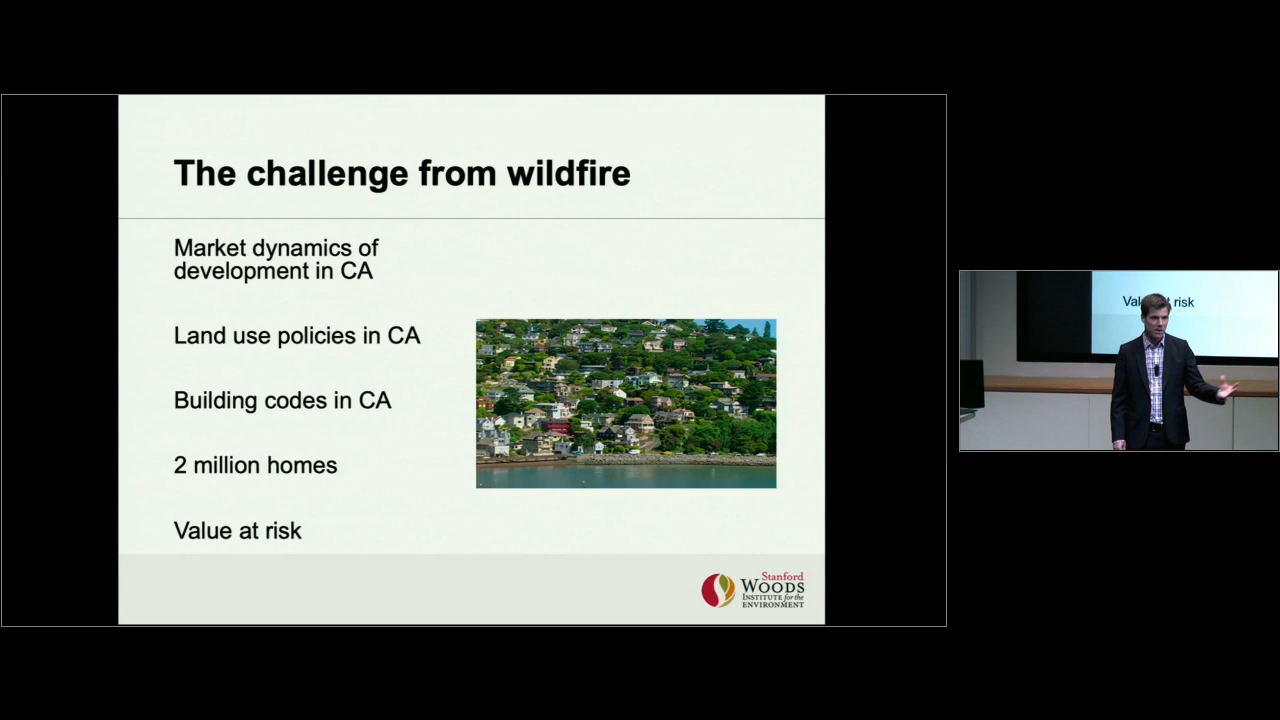 The challenge from wildfire
Market dynamics of
development in CA
Land use policies in CA
Building codes in CA
2 million homes
Value at risk
Stanford
WOODS
INSTITUTE for the
ENVIRONMENT
risk